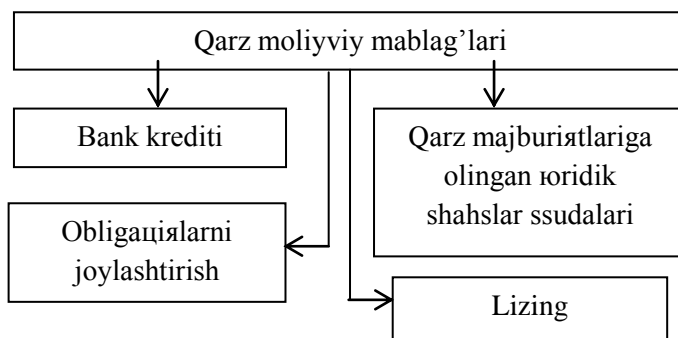 Qarz moliyviy mablag’lari
Bank krediti
Qarz majburiяtlariga
olingan юridik
shahslar ssudalari
Obligaцiяlarni
joylashtirish
Lizing